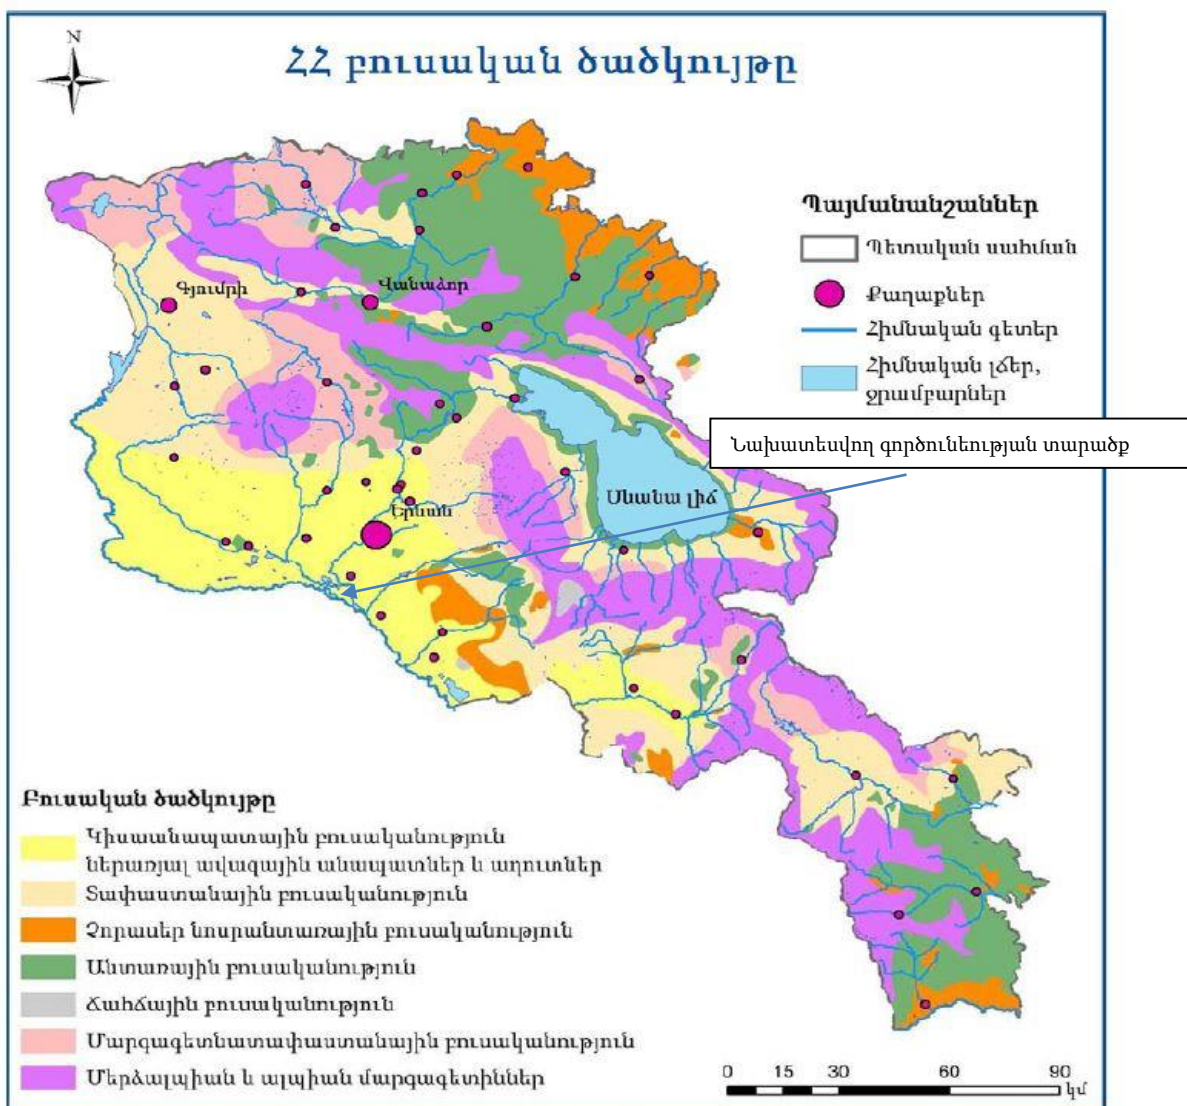 N
ՀՀ բուսական ծածկույթը
Պայմանանշաններ
Պետական սահման
Քաղաքներ
Հիմնական գետեր
Հիմնական լճեր,
ջրամբարներ
Նախատեսվող գործունեության տարածք
Գյումրի
Վանաձոր
Երևան
Սևանա լիճ
Բուսական ծածկույթը
Կիսաանապատային բուսականություն
ներառյալ ավազային անապատներ և աղուտներ
Տափաստանային բուսականություն
Չորասեր նոսրանտառային բուսականություն
Անտառային բուսականություն
Ճահճային բուսականություն
Մարգագետնատափաստանային բուսականություն
Մերձալպիան և ալպիան մարգագետիններ
0 15 30 60 90
կմ